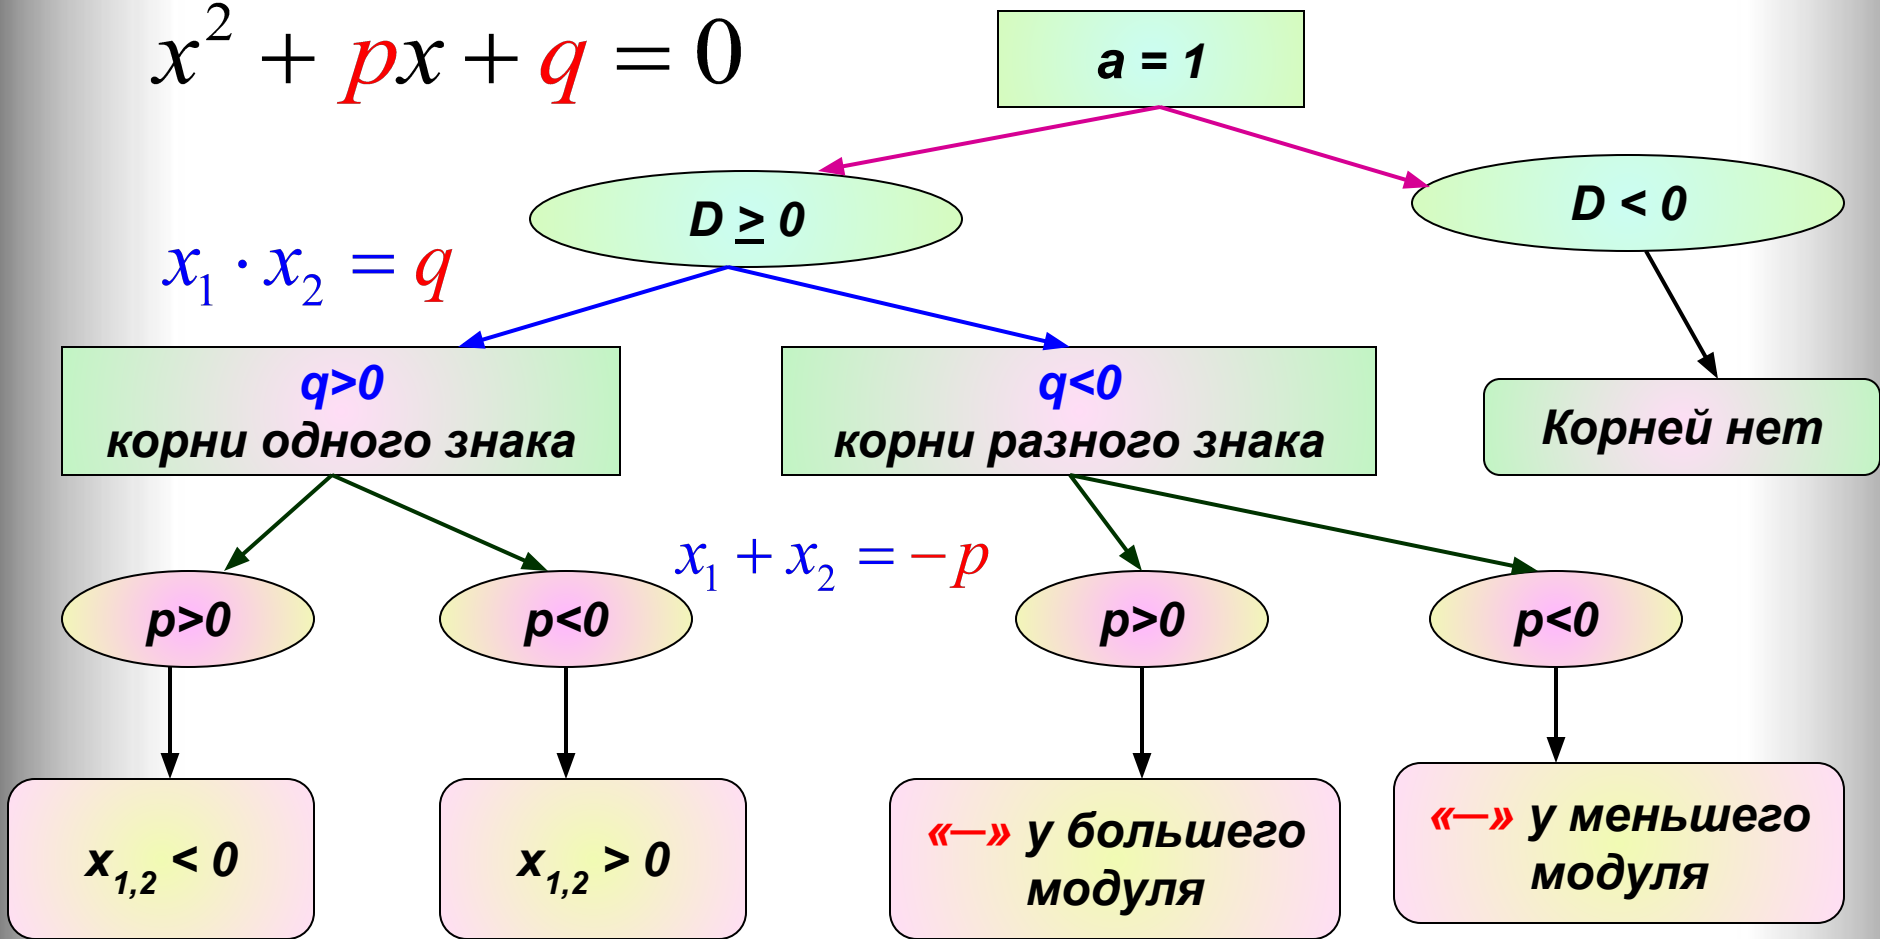 x² + px + q = 0
a = 1
D ≥ 0
D < 0
x₁ · x₂ = q
q>0
корни одного знака
q<0
корни разного знака
Корней нет
x₁ + x₂ = − p
p>0
p<0
p>0
p<0
x₁,₂ < 0
x₁,₂ > 0
«─» у большего
модуля
«─» у меньшего
модуля